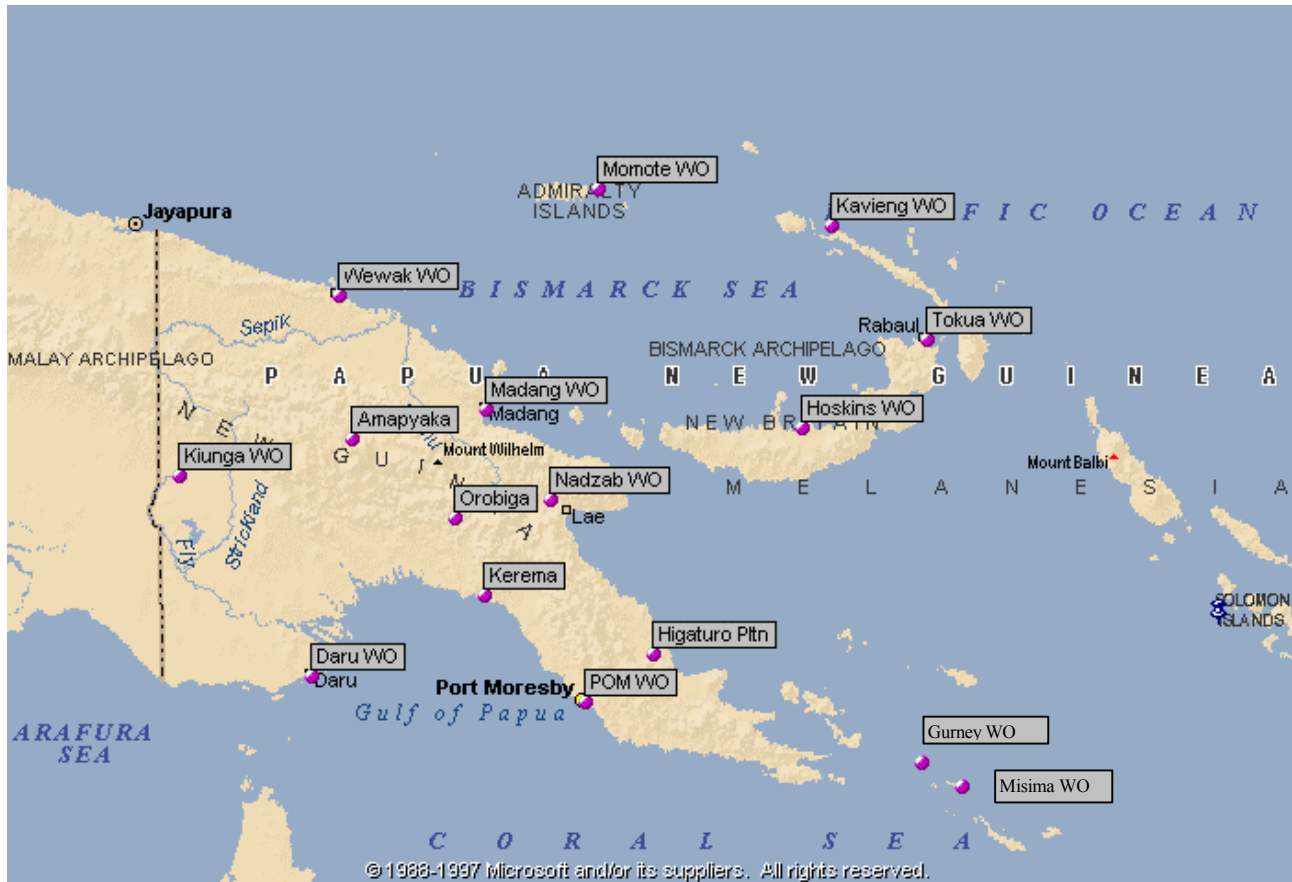 Momote WO
ADMIRALTY
ISLANDS
Kavieng WO
FIC OCEAN
Jayapura
Wewak WO
BISMARCK SEA
Sepik
Rabaul
Tokua WO
MALAY ARCHIPELAGO
BISMARCK ARCHIPELAGO
PAPUA NEW GUINEA
Madang WO
Madang
Amapyaka
Hoskins WO
NEW BRITAIN
NEW GUINEA
Mount Wilhelm
Kiunga WO
Mount Balbi
Nadzab WO
MELANESIA
Orobiga
Lae
Strickland
Fly
Kerema
SOLOMON
ISLANDS
Higaturo Pltn
Daru WO
Daru
Port Moresby
POM WO
Gulf of Papua
ARAFURA
SEA
Gurney WO
Misima WO
CORAL SEA
© 1988-1997 Microsoft and/or its suppliers. All rights reserved.